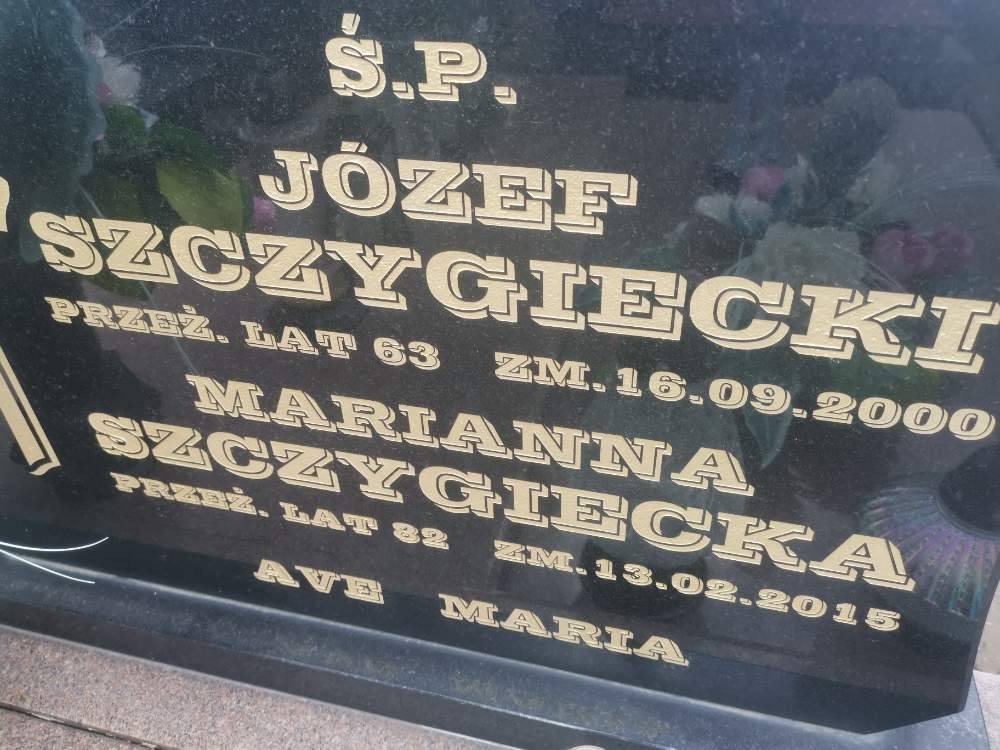 Ś.P.
JÓZEF
SZCZYGIECKI
PRZEŻ. LAT 63 ZM.16.09.2000
MARIANNA
SZCZYGIECKA
PRZEŻ. LAT 82 ZM.13.02.2015
AVE MARIA